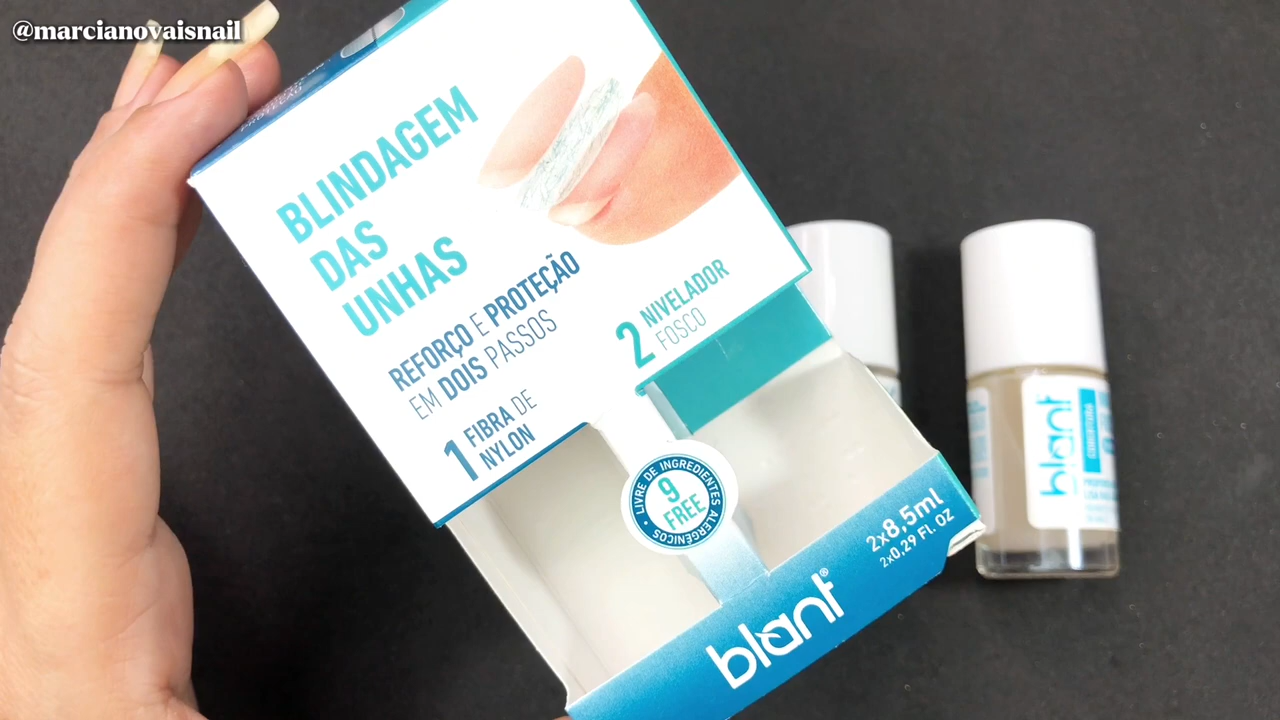 @marcianovaisnail
BLINDAGEM
DAS
UNHAS
REFORÇO E PROTEÇÃO
EM DOIS PASSOS
1 FIBRA DE
NYLON
2 NIVELADOR
FOSCO
LIVRE DE INGREDIENTES ALERGÊNICOS
9
FREE
2x8,5ml
2x0.29 Fl. OZ
blant®
blant